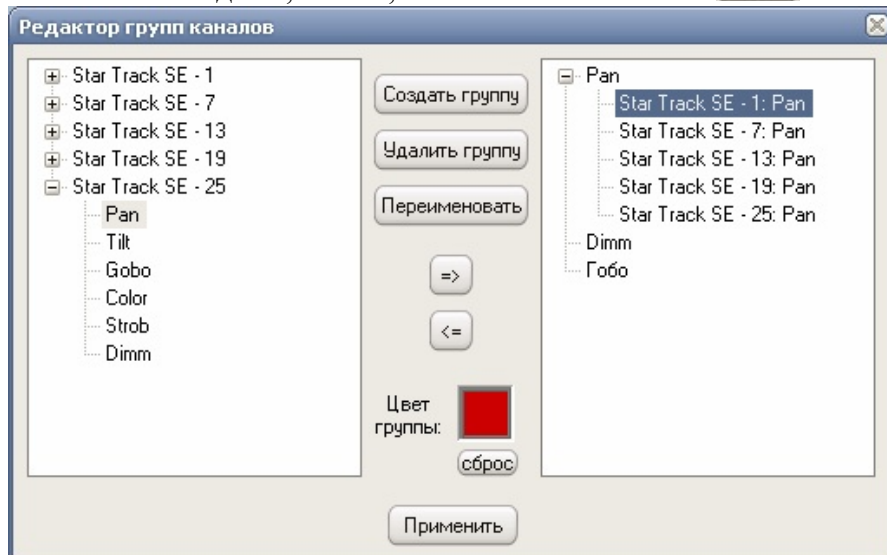 Редактор групп каналов
Star Track SE - 1
Star Track SE - 7
Star Track SE - 13
Star Track SE - 19
Star Track SE - 25
Pan
Tilt
Gobo
Color
Strob
Dimm
Создать группу
Удалить группу
Переименовать
=>
<=
Цвет
группы:
сброс
Применить
Pan
Star Track SE - 1: Pan
Star Track SE - 7: Pan
Star Track SE - 13: Pan
Star Track SE - 19: Pan
Star Track SE - 25: Pan
Dimm
Гобо